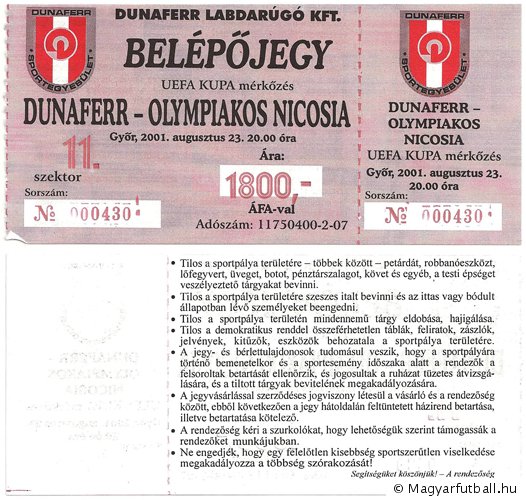 DUNAFERR
SPORTEGYESÜLET
DUNAFERR LABDARÚGÓ KFT.
BELÉPŐJEGY
UEFA KUPA mérkőzés
DUNAFERR – OLYMPIAKOS NICOSIA
Győr, 2001. augusztus 23. 20.00 óra
11.
szektor
Sorszám:
№ 000430
Ára:
1800,-
ÁFA-val
Adószám: 11750400-2-07
DUNAFERR
SPORTEGYESÜLET
DUNAFERR –
OLYMPIAKOS
NICOSIA
UEFA KUPA mérkőzés
Győr, 2001. augusztus 23.
20.00 óra
Sorszám:
№ 000430
• Tilos a sportpálya területére – többek között – petárdát, robbanóeszközt,
lőfegyvert, üveget, botot, pénztárszalagot, követ és egyéb, a testi épséget
veszélyeztető tárgyakat bevinni.
• Tilos a sportpálya területére szeszes italt bevinni és az ittas vagy bódult
állapotban lévő személyeket beengedni.
• Tilos a sportpálya területén mindennemű tárgy eldobása, hajigálása.
• Tilos a demokratikus renddel összeférhetetlen táblák, feliratok, zászlók,
jelvények, kitűzők, eszközök behozatala a sportpálya területére.
• A jegy- és bérlettulajdonosok tudomásul veszik, hogy a sportpályára
történő bemenetelkor és a sportesemény időszaka alatt a rendezők
felsoroltak betartását ellenőrzik, és jogosultak a ruházat tüzetes átvizsgá-
lására, és a tiltott tárgyak bevitelének megakadályozására.
• A jegyvásárlással szerződéses jogviszony létesül a vásárló és a rendezőség
között, ebből következően a jegy hátoldalán feltüntetett házirend betartása,
illetve betartatása kötelező.
• A rendezőség kéri a szurkolókat, hogy lehetőségük szerint támogassák a
rendezőket munkájukban.
• Ne engedjék, hogy egy felelőtlen kisebbség sportszerűtlen viselkedése
megakadályozza a többség szórakozását!
Segítségüket köszönjük! – A rendezőség
© Magyarfutball.hu